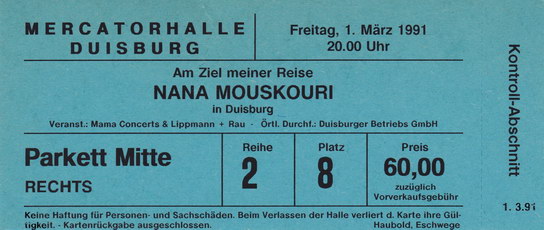 MERCATORHALLE
DUISBURG
Freitag, 1. März 1991
20.00 Uhr
Am Ziel meiner Reise
NANA MOUSKOURI
in Duisburg
Veranst.: Mama Concerts & Lippmann + Rau - Örtl. Durchf.: Duisburger Betriebs GmbH
Parkett Mitte
RECHTS
Reihe
2
Platz
8
Preis
60,00
zuzüglich
Vorverkaufsgebühr
Keine Haftung für Personen- und Sachschäden. Beim Verlassen der Halle verliert d. Karte ihre Gül-
tigkeit. - Kartenrückgabe ausgeschlossen. Haubold, Eschwege
Kontroll-Abschnitt
1. 3.91